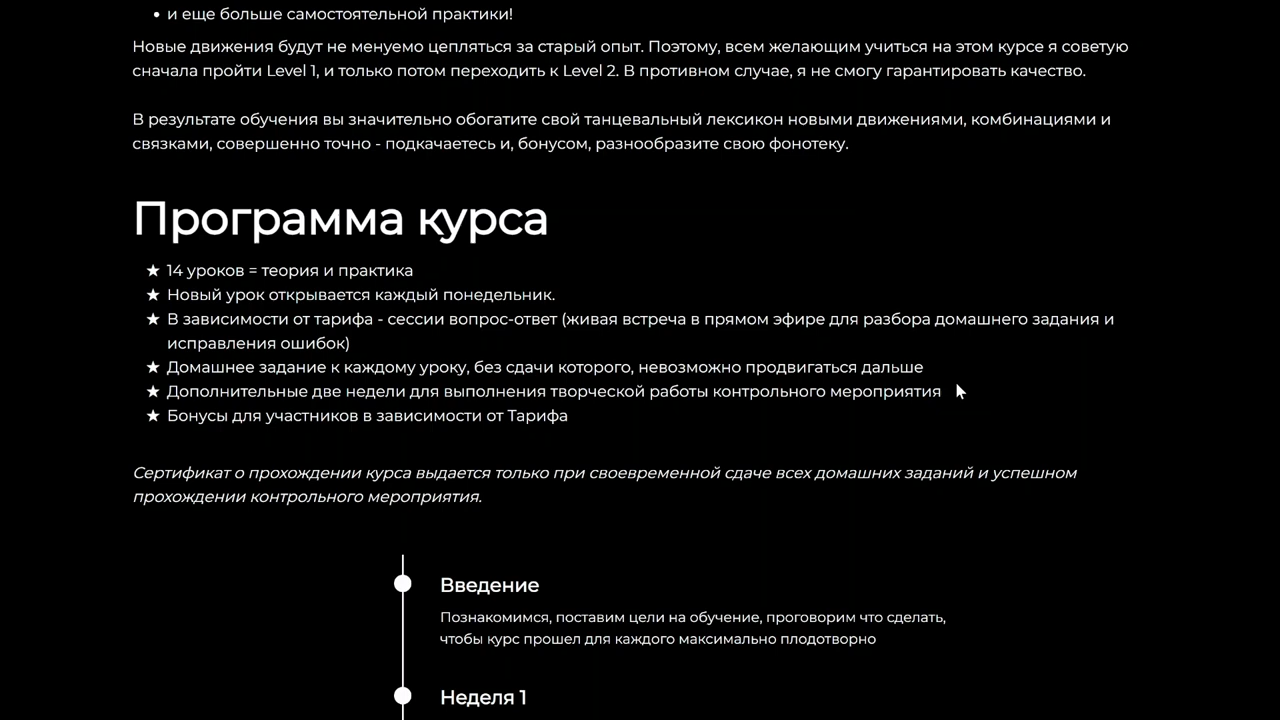 • и еще больше самостоятельной практики!
Новые движения будут не менуемо цепляться за старый опыт. Поэтому, всем желающим учиться на этом курсе я советую
сначала пройти Level 1, и только потом переходить к Level 2. В противном случае, я не смогу гарантировать качество.
В результате обучения вы значительно обогатите свой танцевальный лексикон новыми движениями, комбинациями и
связками, совершенно точно - подкачаетесь и, бонусом, разнообразите свою фонотеку.
Программа курса
★ 14 уроков = теория и практика
★ Новый урок открывается каждый понедельник.
★ В зависимости от тарифа - сессии вопрос-ответ (живая встреча в прямом эфире для разбора домашнего задания и
исправления ошибок)
★ Домашнее задание к каждому уроку, без сдачи которого, невозможно продвигаться дальше
★ Дополнительные две недели для выполнения творческой работы контрольного мероприятия
★ Бонусы для участников в зависимости от Тарифа
Сертификат о прохождении курса выдается только при своевременной сдаче всех домашних заданий и успешном
прохождении контрольного мероприятия.
Введение
Познакомимся, поставим цели на обучение, проговорим что сделать,
чтобы курс прошел для каждого максимально плодотворно
Неделя 1